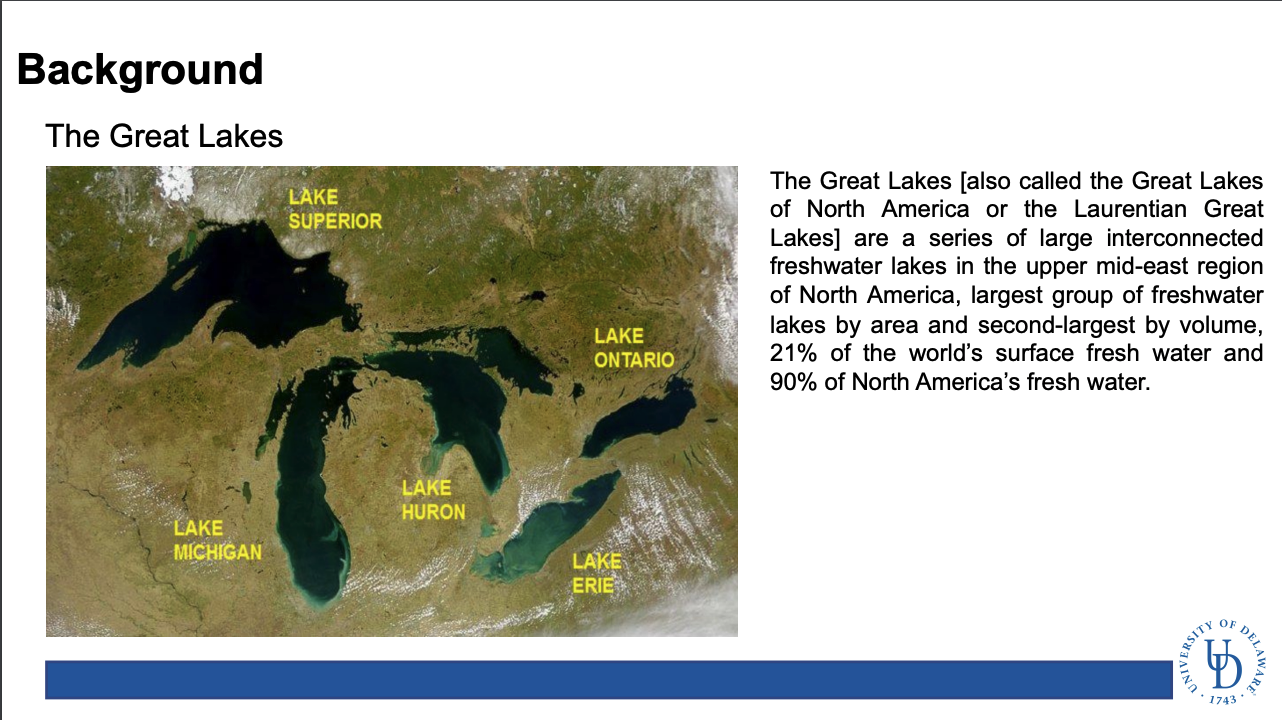 Background
The Great Lakes
LAKE
SUPERIOR
LAKE
ONTARIO
LAKE
HURON
LAKE
MICHIGAN
LAKE
ERIE
The Great Lakes [also called the Great Lakes
of North America or the Laurentian Great
Lakes] are a series of large interconnected
freshwater lakes in the upper mid-east region
of North America, largest group of freshwater
lakes by area and second-largest by volume,
21% of the world’s surface fresh water and
90% of North America’s fresh water.
UNIVERSITY OF DELAWARE
UD
· 1743 ·